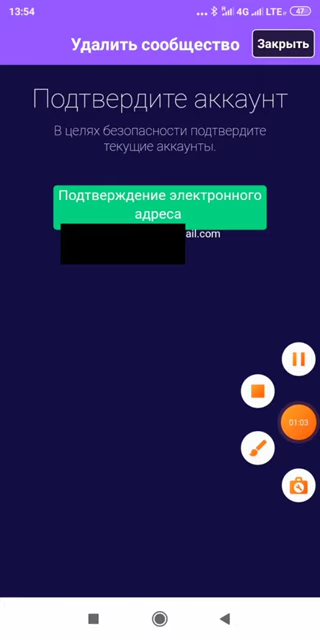 13:54
4G
LTE
47
Удалить сообщество
Закрыть
Подтвердите аккаунт
В целях безопасности подтвердите
текущие аккаунты.
Подтверждение электронного
адреса
ail.com
01:03